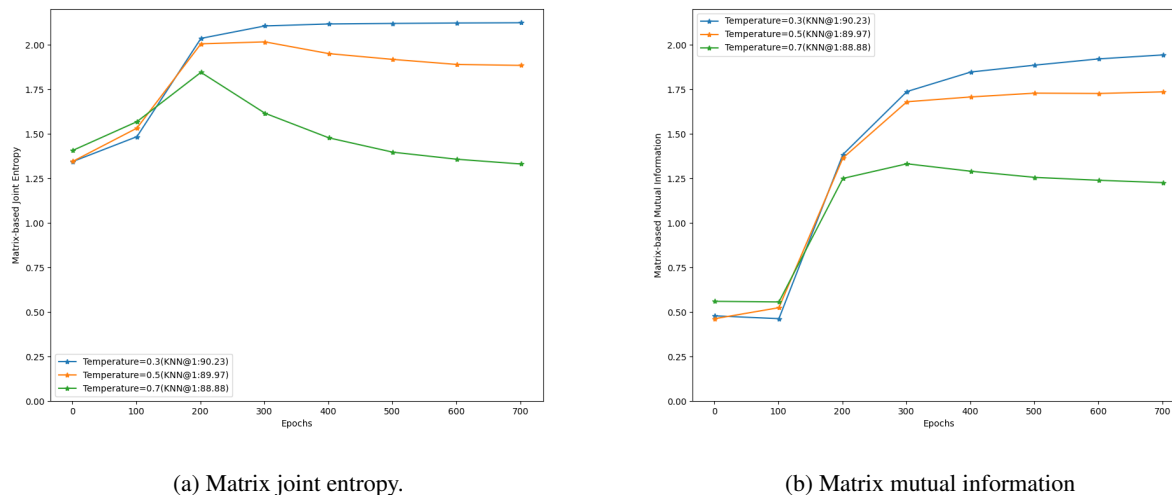 2.00
1.75
1.50
1.25
1.00
0.75
0.50
0.25
0.00
Matrix-based Joint Entropy
Temperature=0.3(KNN@1:90.23)
Temperature=0.5(KNN@1:89.97)
Temperature=0.7(KNN@1:88.88)
0 100 200 300 400 500 600 700
Epochs
(a) Matrix joint entropy.
Temperature=0.3(KNN@1:90.23)
Temperature=0.5(KNN@1:89.97)
Temperature=0.7(KNN@1:88.88)
2.00
1.75
1.50
1.25
1.00
0.75
0.50
0.25
0.00
Matrix-based Mutual Information
0 100 200 300 400 500 600 700
Epochs
(b) Matrix mutual information